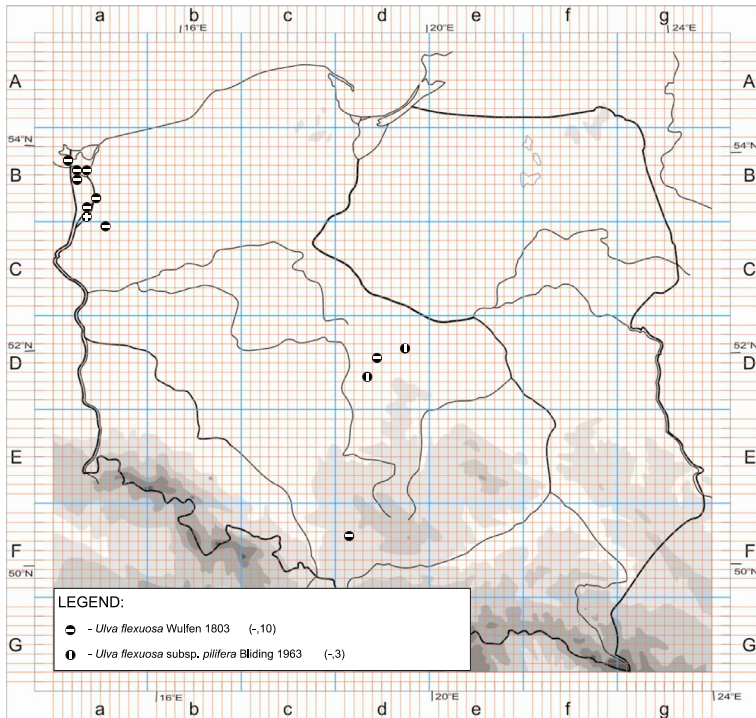 a b c d e f g
16°E 20°E 24°E
A
54°N 54°N
B B
C C
52°N 52°N
D D
E E
F F
50°N 50°N
LEGEND:
- Ulva flexuosa Wulfen 1803 (-,10)
- Ulva flexuosa subsp. pilifera Bliding 1963 (-,3)
G G
16°E 20°E 24°E
a b c d e f g
A